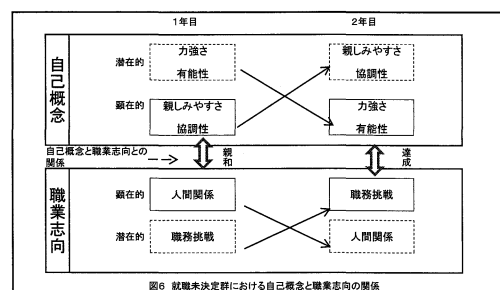 1年目 2年目
自己概念
潜在的 力強さ 親しみやすさ
有能性 協調性
顕在的 親しみやすさ 力強さ
協調性 有能性
自己概念と職業志向との
関係
親和 達成
職業志向
顕在的 人間関係 職務挑戦
潜在的 職務挑戦 人間関係
図6 就職未決定群における自己概念と職業志向の関係